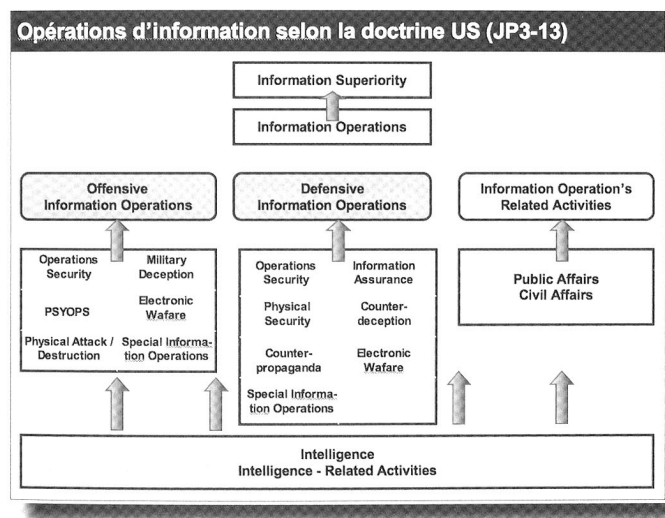 Opérations d'information selon la doctrine US (JP3-13)
Information Superiority
Information Operations
Offensive
Information Operations
Defensive
Information Operations
Information Operation's
Related Activities
Operations
Security
Military
Deception
PSYOPS
Electronic
Wafare
Physical Attack /
Destruction
Special Informa-
tion Operations
Operations
Security
Information
Assurance
Physical
Security
Counter-
deception
Counter-
propaganda
Electronic
Wafare
Special Informa-
tion Operations
Public Affairs
Civil Affairs
Intelligence
Intelligence - Related Activities